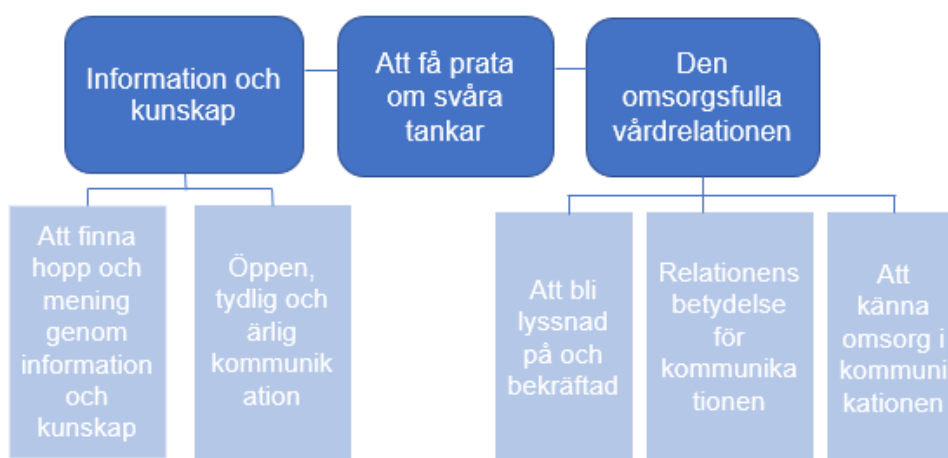 Information och
kunskap
Att få prata
om svåra
tankar
Den
omsorgsfulla
vårdrelationen
Att finna
hopp och
mening
genom
information
och
kunskap
Öppen,
tydlig och
ärlig
kommunik
ation
Att bli
lyssnad
på och
bekräftad
Relationens
betydelse
för
kommunika
tionen
Att
känna
omsorg i
kommuni
kationen